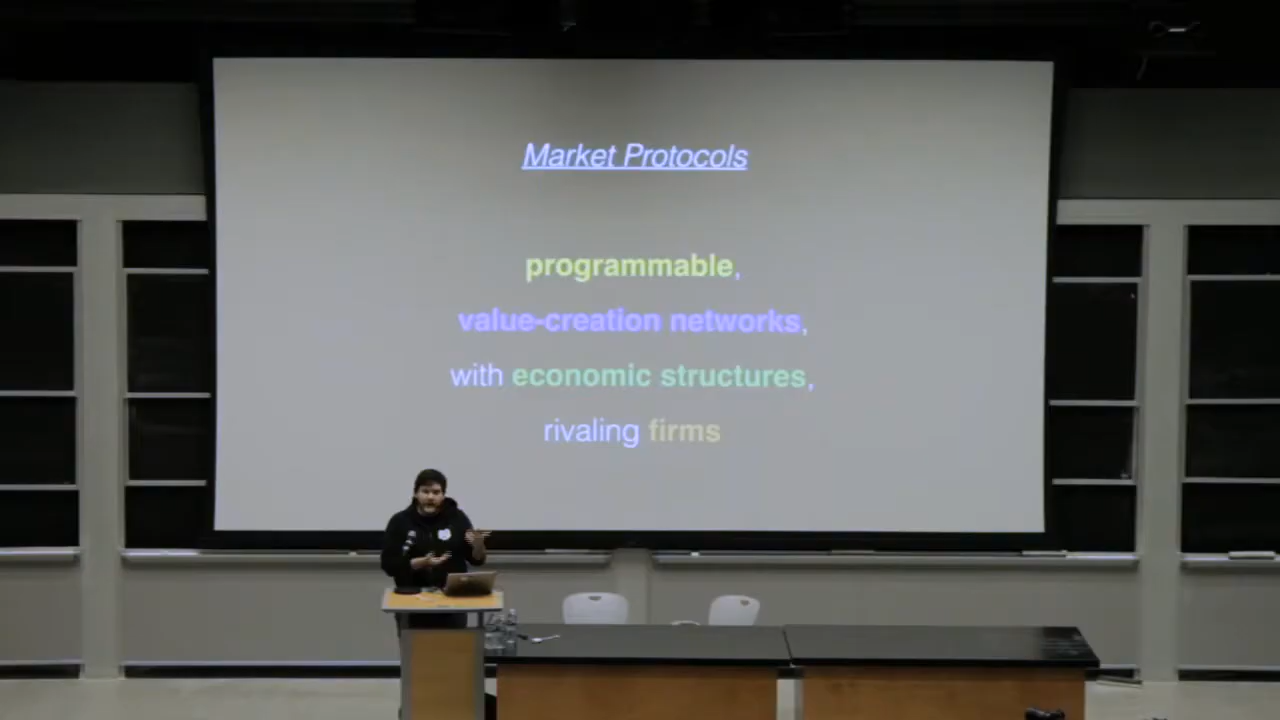 Market Protocols
programmable,
value-creation networks,
with economic structures,
rivaling firms